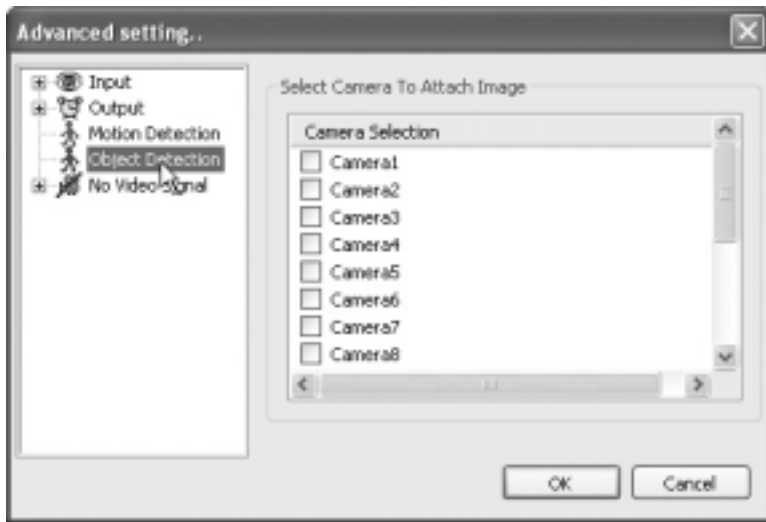 Advanced setting..
Input
Output
Motion Detection
Object Detection
No Video Signal
Select Camera To Attach Image
Camera Selection
Camera1
Camera2
Camera3
Camera4
Camera5
Camera6
Camera7
Camera8
OK
Cancel